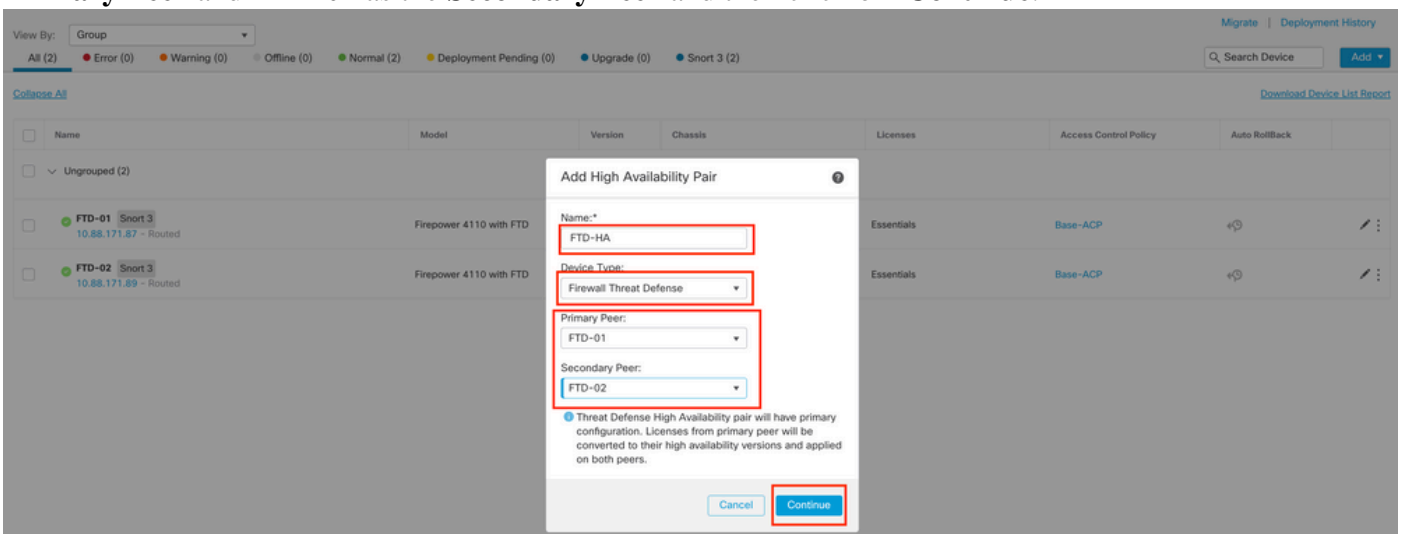 Migrate | Deployment History
View By: Group
All (2) Error (0) Warning (0) Offline (0) Normal (2) Deployment Pending (0) Upgrade (0) Snort 3 (2) Search Device Add
Collapse All Download Device List Report
Name Model Version Chassis Licenses Access Control Policy Auto RollBack
Ungrouped (2)
FTD-01 Snort 3
10.88.171.87 - Routed
Firepower 4110 with FTD Essentials Base-ACP
FTD-02 Snort 3
10.88.171.89 - Routed
Firepower 4110 with FTD Essentials Base-ACP
Add High Availability Pair
Name:*
FTD-HA
Device Type:
Firewall Threat Defense
Primary Peer:
FTD-01
Secondary Peer:
FTD-02
Threat Defense High Availability pair will have primary
configuration. Licenses from primary peer will be
converted to their high availability versions and applied
on both peers.
Cancel Continue